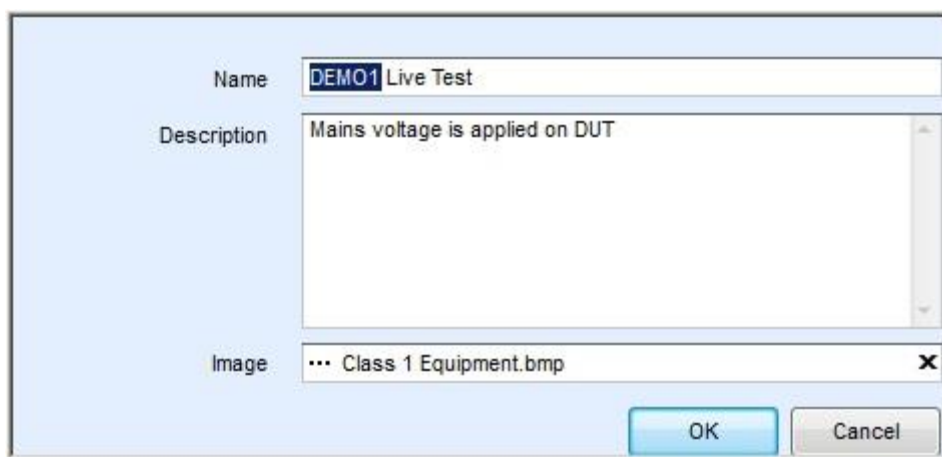 Name DEMO1 Live Test
Description Mains voltage is applied on DUT
Image ... Class 1 Equipment.bmp x
OK Cancel